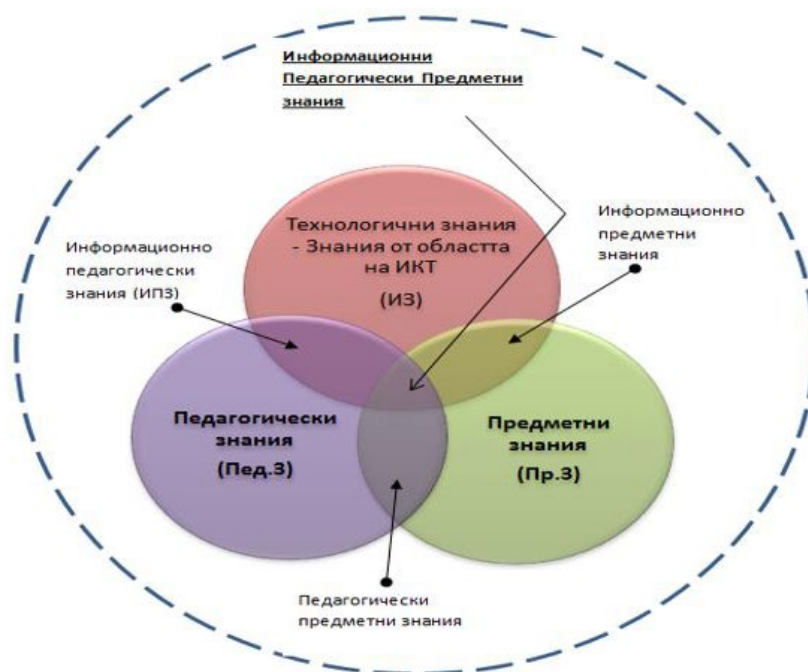 Информационни
Педагогически Предметни
знания
Технологични знания
- Знания от областта
на ИКТ
(ИЗ)
Информационно
предметни
знания
Информационно
педагогически
знания (ИПЗ)
Педагогически
знания
(Пед.З)
Предметни
знания
(Пр.З)
Педагогически
предметни знания